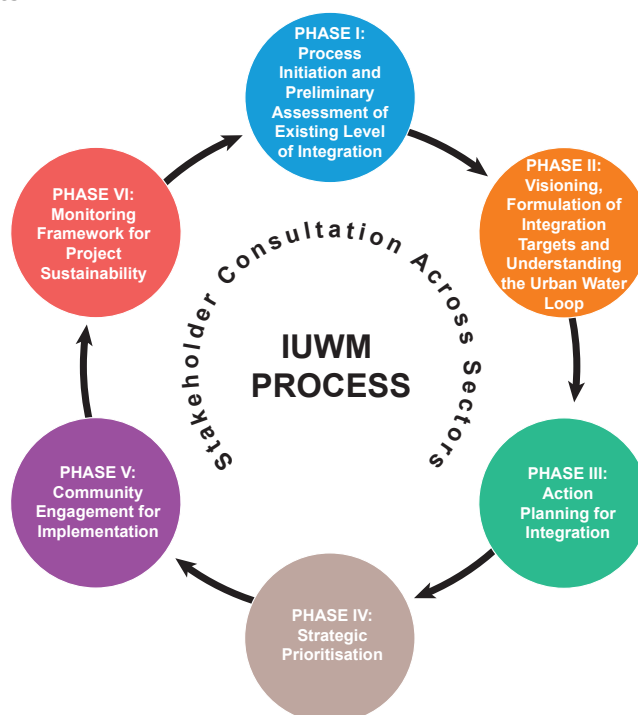 PHASE I:
Process
Initiation and
Preliminary
Assessment of
Existing Level
of Integration
PHASE II:
Visioning,
Formulation of
Integration
Targets and
Understanding
the Urban Water
Loop
PHASE III:
Action
Planning for
Integration
PHASE IV:
Strategic
Prioritisation
PHASE V:
Community
Engagement for
Implementation
PHASE VI:
Monitoring
Framework for
Project
Sustainability
Stakeholder Consultation Across Sectors
IUWM
PROCESS